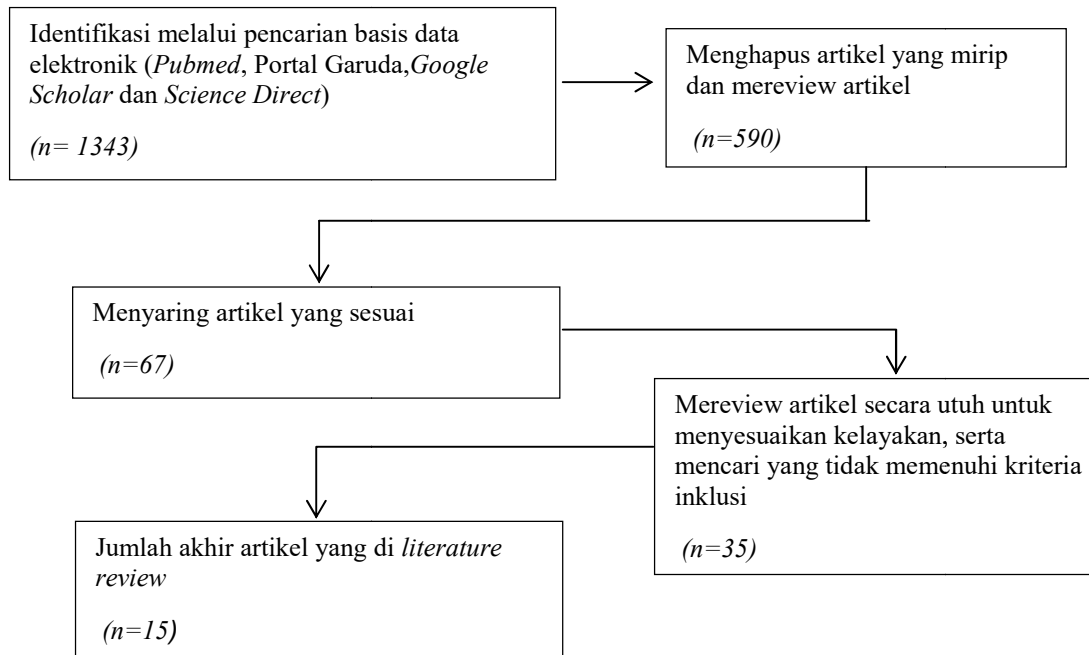 Identifikasi melalui pencarian basis data
elektronik (Pubmed, Portal Garuda,Google
Scholar dan Science Direct)
(n= 1343)
Menghapus artikel yang mirip
dan mereview artikel
(n=590)
Menyaring artikel yang sesuai
(n=67)
Mereview artikel secara utuh untuk
menyesuaikan kelayakan, serta
mencari yang tidak memenuhi kriteria
inklusi
(n=35)
Jumlah akhir artikel yang di literature
review
(n=15)